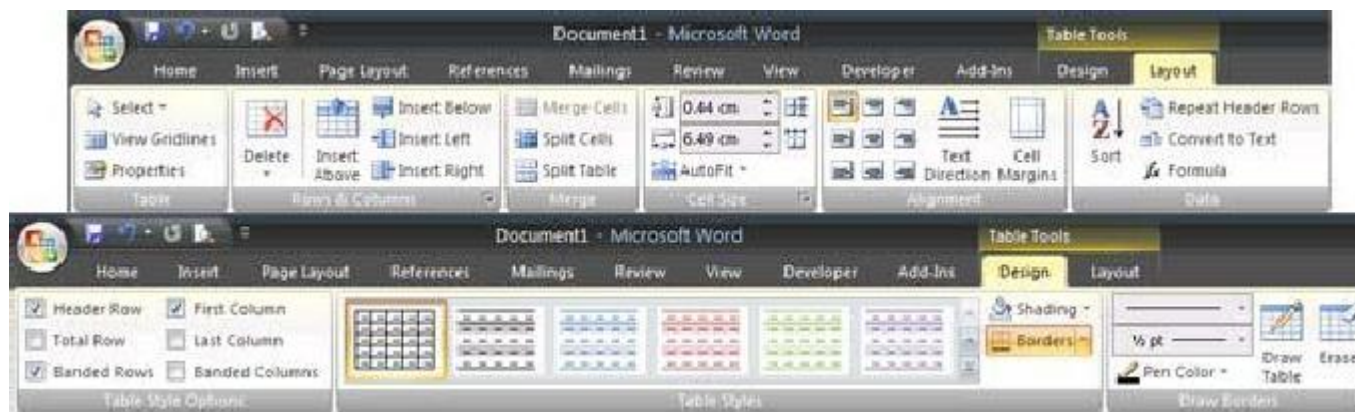 Document1 - Microsoft Word Table Tools
Home Insert Page Layout References Mailings Review View Developer Add-Ins Design Layout
Select Insert Below Merge Cells 0.44 cm Repeat Header Rows
View Gridlines Delete Insert Above Insert Left Split Cells 6.49 cm Text Direction Cell Margins Sort Convert to Text
Properties Insert Right Split Table AutoFit Formula
Table Rows & Columns Merge Cell Size Alignment Data
Document1 - Microsoft Word Table Tools
Home Insert Page Layout References Mailings Review View Developer Add-Ins Design Layout
Header Row First Column Shading
Total Row Last Column Borders ½ pt Draw Table Erase
Banded Rows Banded Columns Pen Color
Table Style Options Table Styles Draw Borders